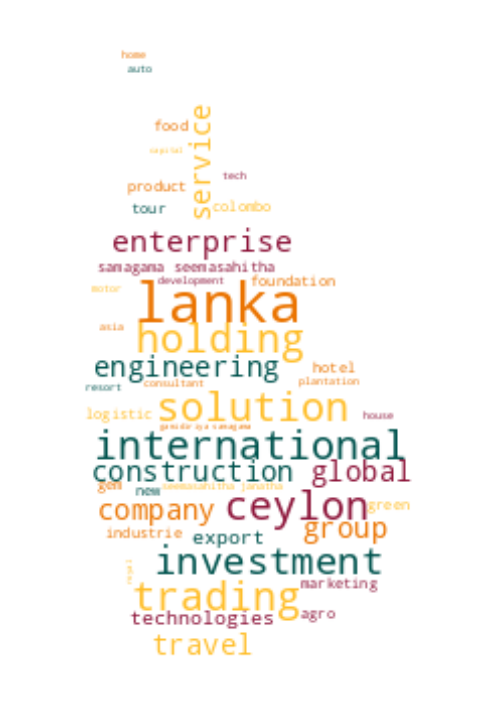 home
auto
food
service
capital
tech
product
tour
colombo
enterprise
samagama seemasahitha
development
foundation
motor
lanka
asia
holding
engineering
hotel
resort
consultant
plantation
solution
logistic
house
gamidiriya samagama
international
construction
global
gem
new
seemasahitha janatha
company
ceylon
green
group
industrie
export
investment
royal
marketing
trading
technologies
agro
travel